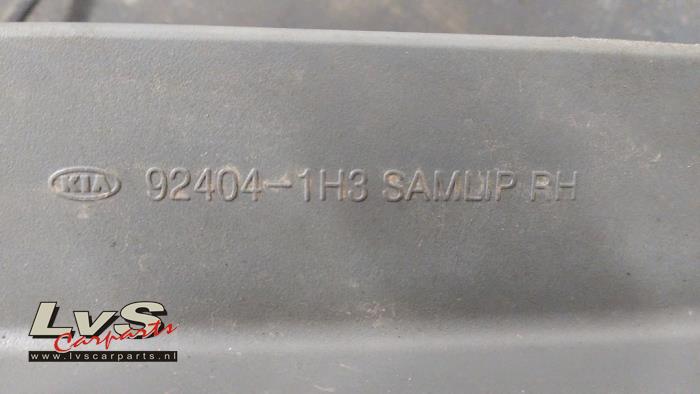 KIA 92404-1H3 SAMLIP RH
LvS
Carparts
www.lvscarparts.nl